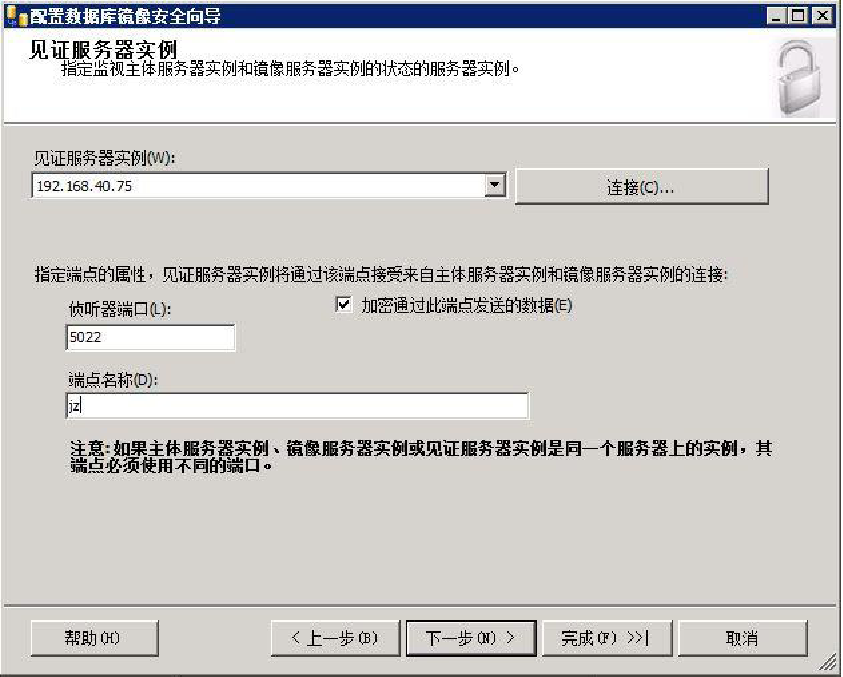 配置数据库镜像安全向导
见证服务器实例
指定监视主体服务器实例和镜像服务器实例的状态的服务器实例。
见证服务器实例(W):
192.168.40.75
连接(C)...
指定端点的属性，见证服务器实例将通过该端点接受来自主体服务器实例和镜像服务器实例的连接:
侦听器端口(L):
加密通过此端点发送的数据(E)
5022
端点名称(D):
jz
注意:如果主体服务器实例、镜像服务器实例或见证服务器实例是同一个服务器上的实例，其
端点必须使用不同的端口。
帮助(H)
< 上一步(B)
下一步(N) >
完成(F) >>|
取消